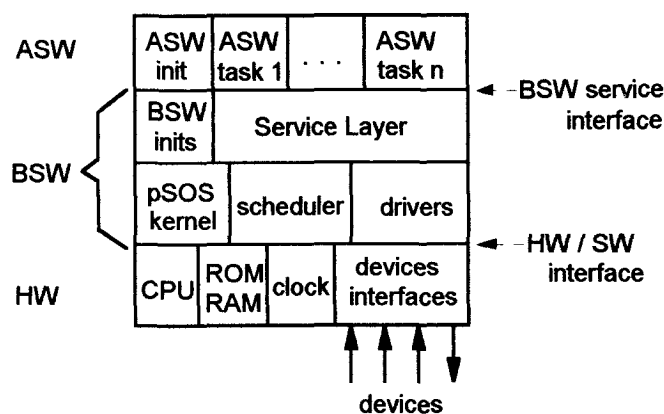 ASW
ASW init
ASW task 1
. . .
ASW task n
BSW service interface
BSW
BSW inits
Service Layer
pSOS kernel
scheduler
drivers
HW / SW interface
HW
CPU
ROM RAM
clock
devices interfaces
devices